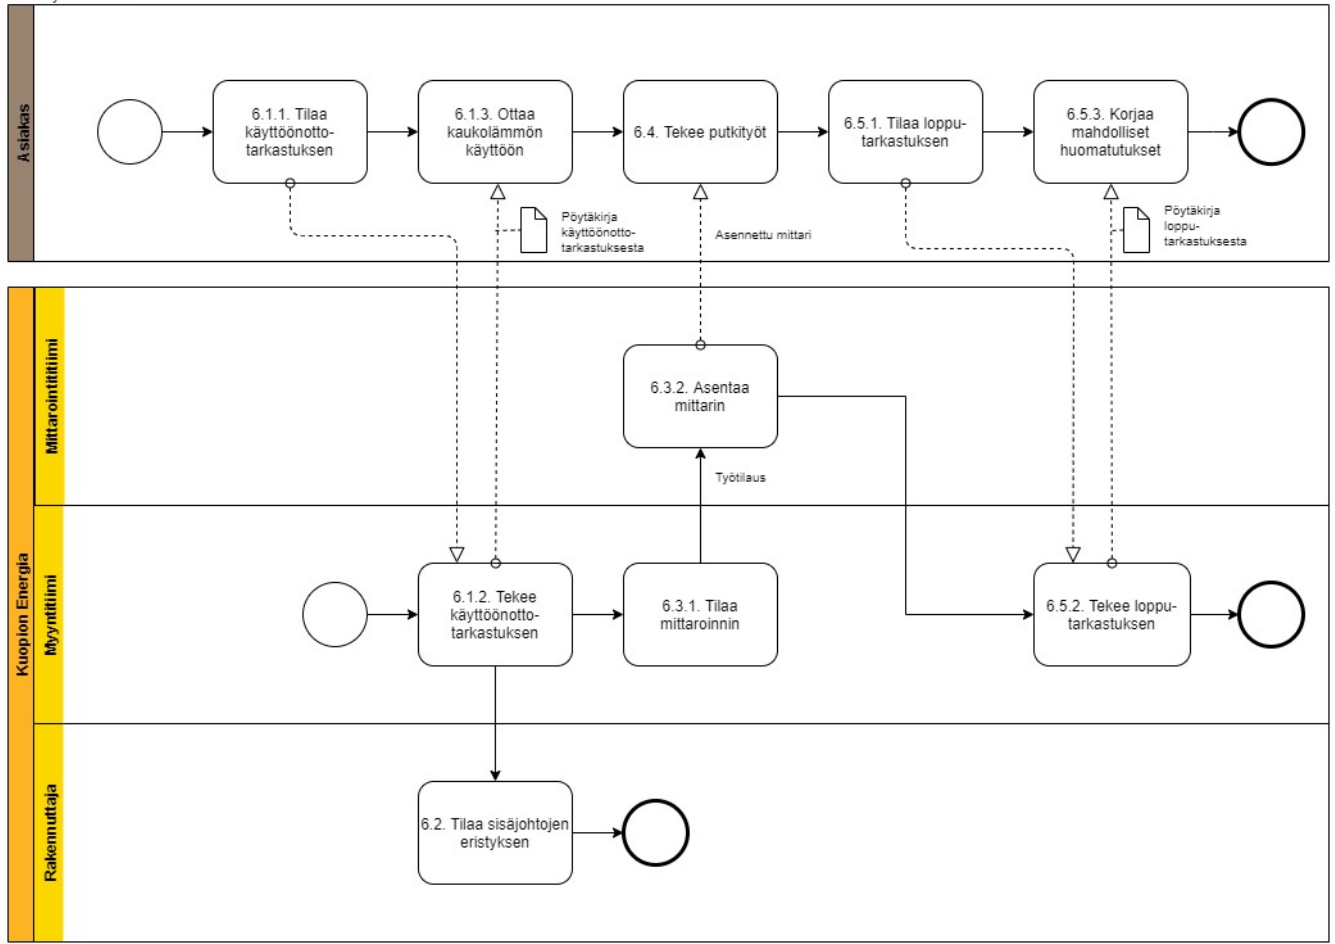 Asiakas
6.1.1. Tilaa
käyttöönotto-
tarkastuksen
6.1.3. Ottaa
kaukolämmön
käyttöön
6.4. Tekee putkityöt
6.5.1. Tilaa loppu-
tarkastuksen
6.5.3. Korjaa
mahdolliset
huomatutukset
Pöytäkirja
käyttöönotto-
tarkastuksesta
Asennettu mittari
Pöytäkirja
loppu-
tarkastuksesta
Kuopion Energia
Mittarointititiimi
6.3.2. Asentaa
mittarin
Työtilaus
Myyntitiimi
6.1.2. Tekee
käyttöönotto-
tarkastuksen
6.3.1. Tilaa
mittaroinnin
6.5.2. Tekee loppu-
tarkastuksen
Rakennuttaja
6.2. Tilaa sisäjohtojen
eristyksen